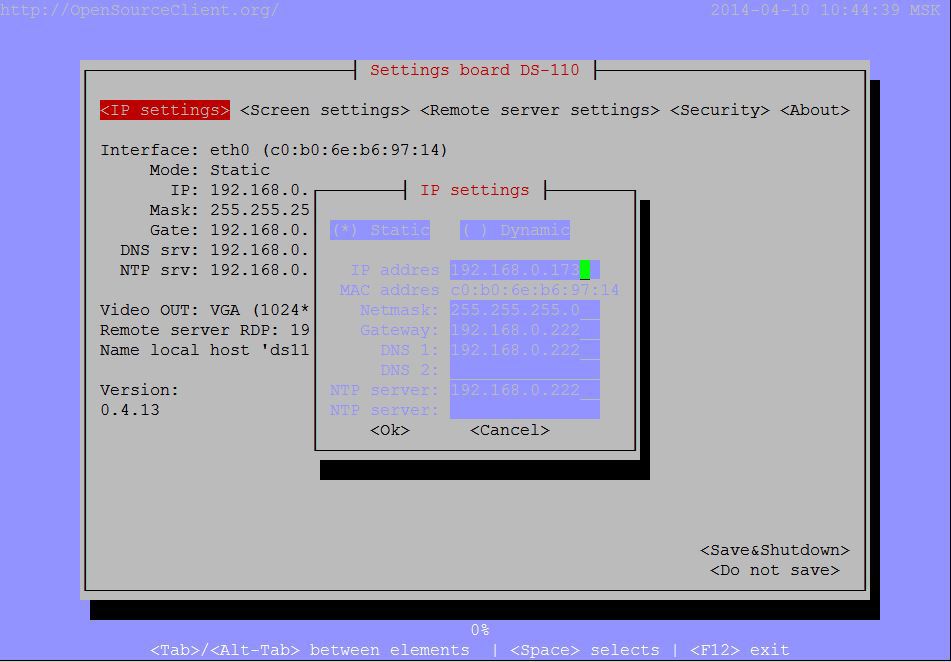 http://OpenSourceClient.org/ 2014-04-10 10:44:39 MSK
Settings board DS-110
<IP settings> <Screen settings> <Remote server settings> <Security> <About>
Interface: eth0 (c0:b0:6e:b6:97:14)
Mode: Static
IP: 192.168.0.
Mask: 255.255.25
Gate: 192.168.0.
DNS srv: 192.168.0.
NTP srv: 192.168.0.
Video OUT: VGA (1024*
Remote server RDP: 19
Name local host 'ds11
Version:
0.4.13
IP settings
(*) Static ( ) Dynamic
IP addres 192.168.0.173
MAC addres c0:b0:6e:b6:97:14
Netmask: 255.255.255.0__
Gateway: 192.168.0.222__
DNS 1: 192.168.0.222__
DNS 2: _______________
NTP server: 192.168.0.222__
NTP server: _______________
<Ok> <Cancel>
<Save&Shutdown>
<Do not save>
0%
<Tab>/<Alt-Tab> between elements | <Space> selects | <F12> exit